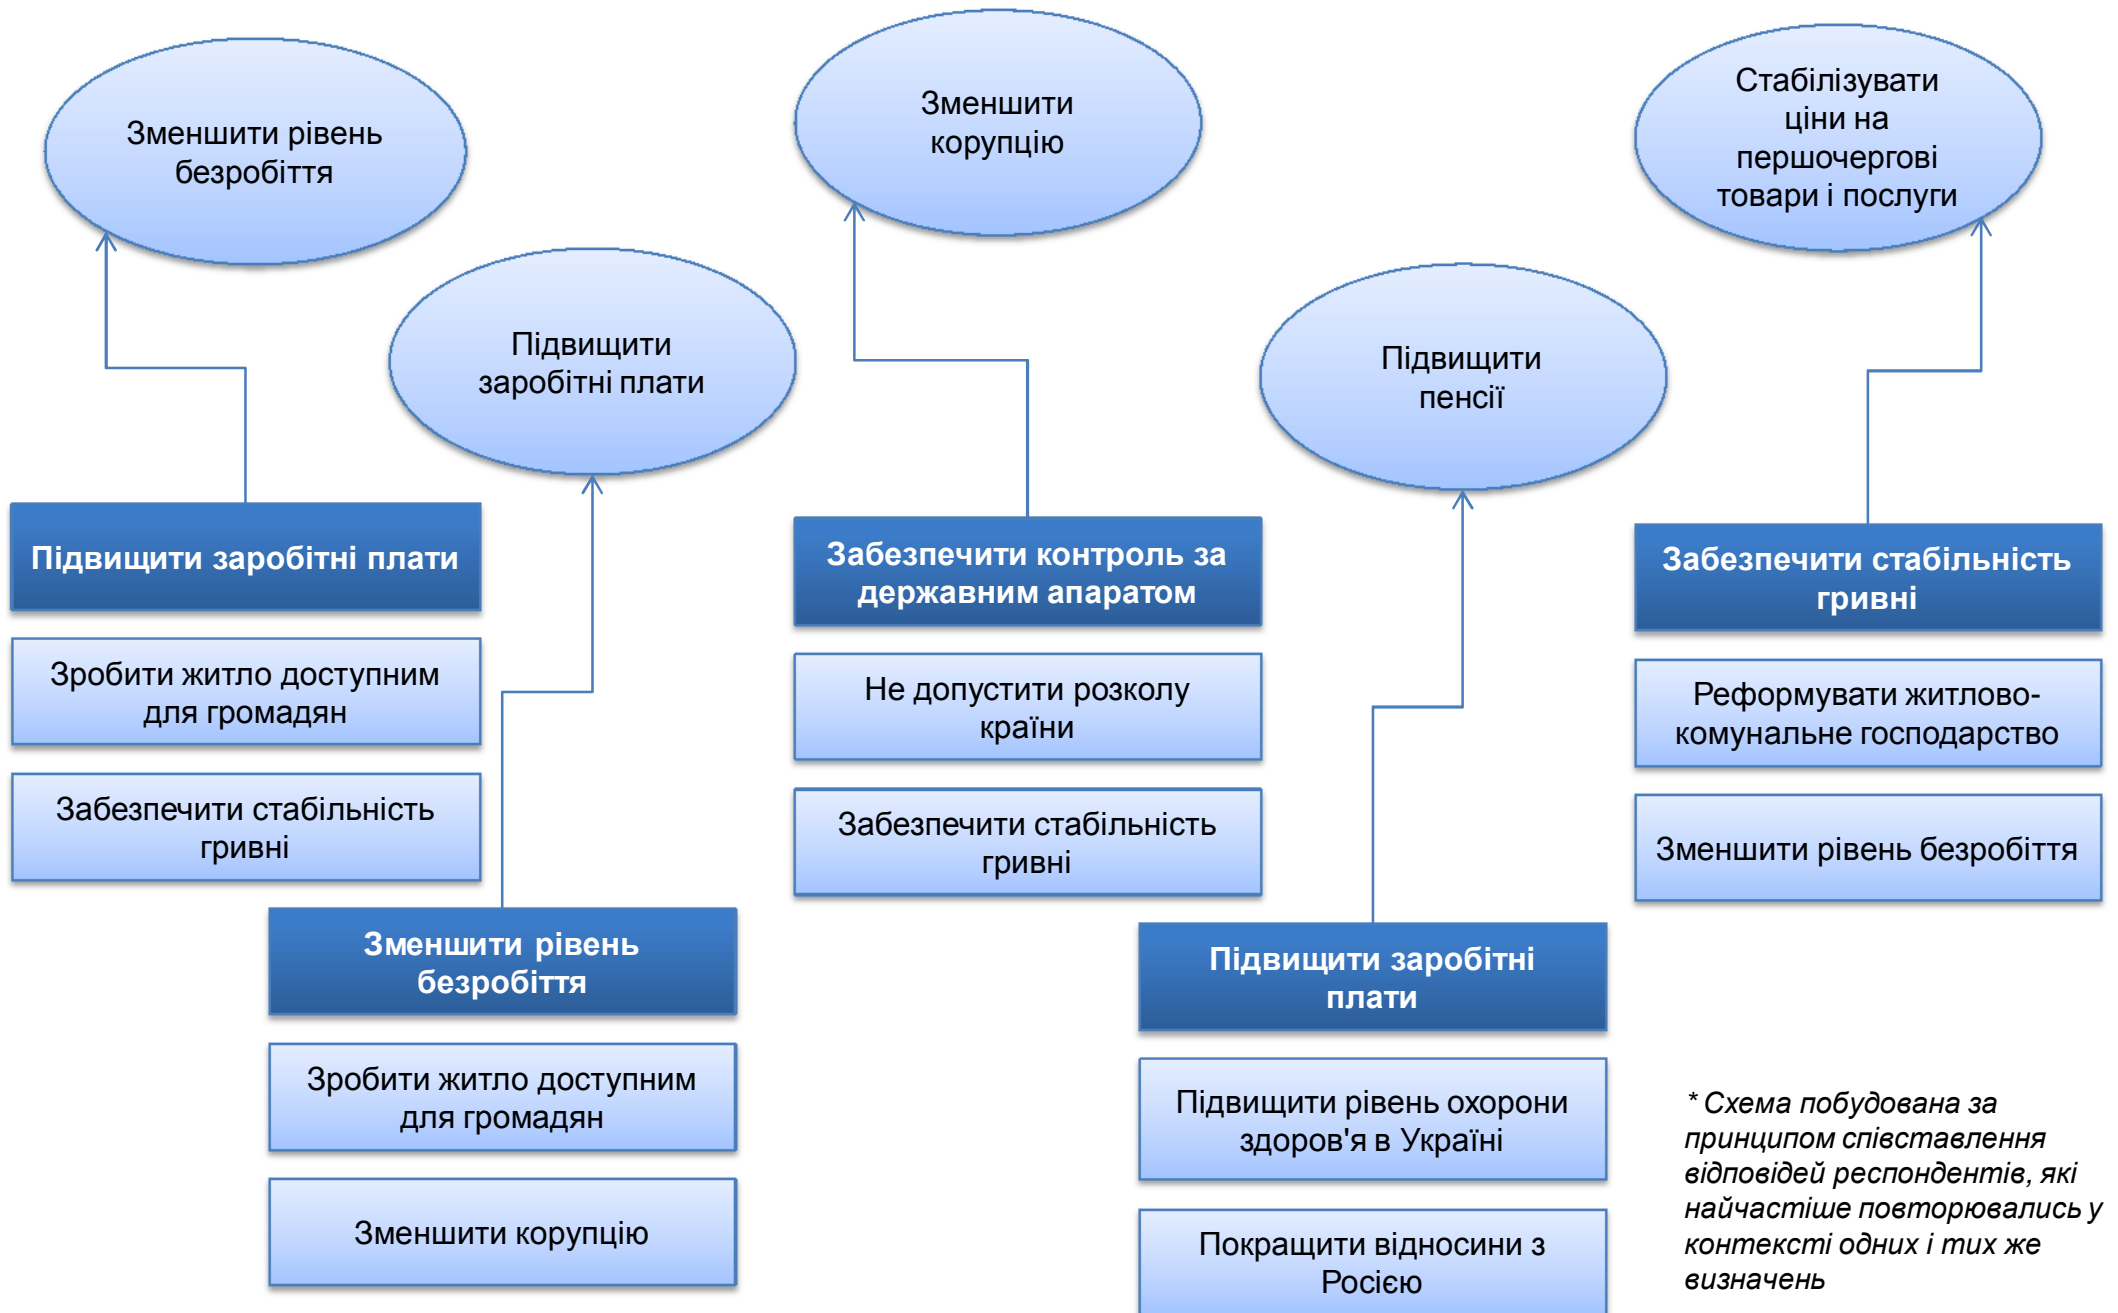 Зменшити рівень
безробіття
Підвищити
заробітні плати
Зменшити
корупцію
Підвищити
пенсії
Стабілізувати
ціни на
першочергові
товари і послуги
Підвищити заробітні плати
Зробити житло доступним
для громадян
Забезпечити стабільність
гривні
Зменшити рівень
безробіття
Зробити житло доступним
для громадян
Зменшити корупцію
Забезпечити контроль за
державним апаратом
Не допустити розколу
країни
Забезпечити стабільність
гривні
Підвищити заробітні
плати
Підвищити рівень охорони
здоров'я в Україні
Покращити відносини з
Росією
Забезпечити стабільність
гривні
Реформувати житлово-
комунальне господарство
Зменшити рівень безробіття
* Схема побудована за
принципом співставлення
відповідей респондентів, які
найчастіше повторювались у
контексті одних і тих же
визначень